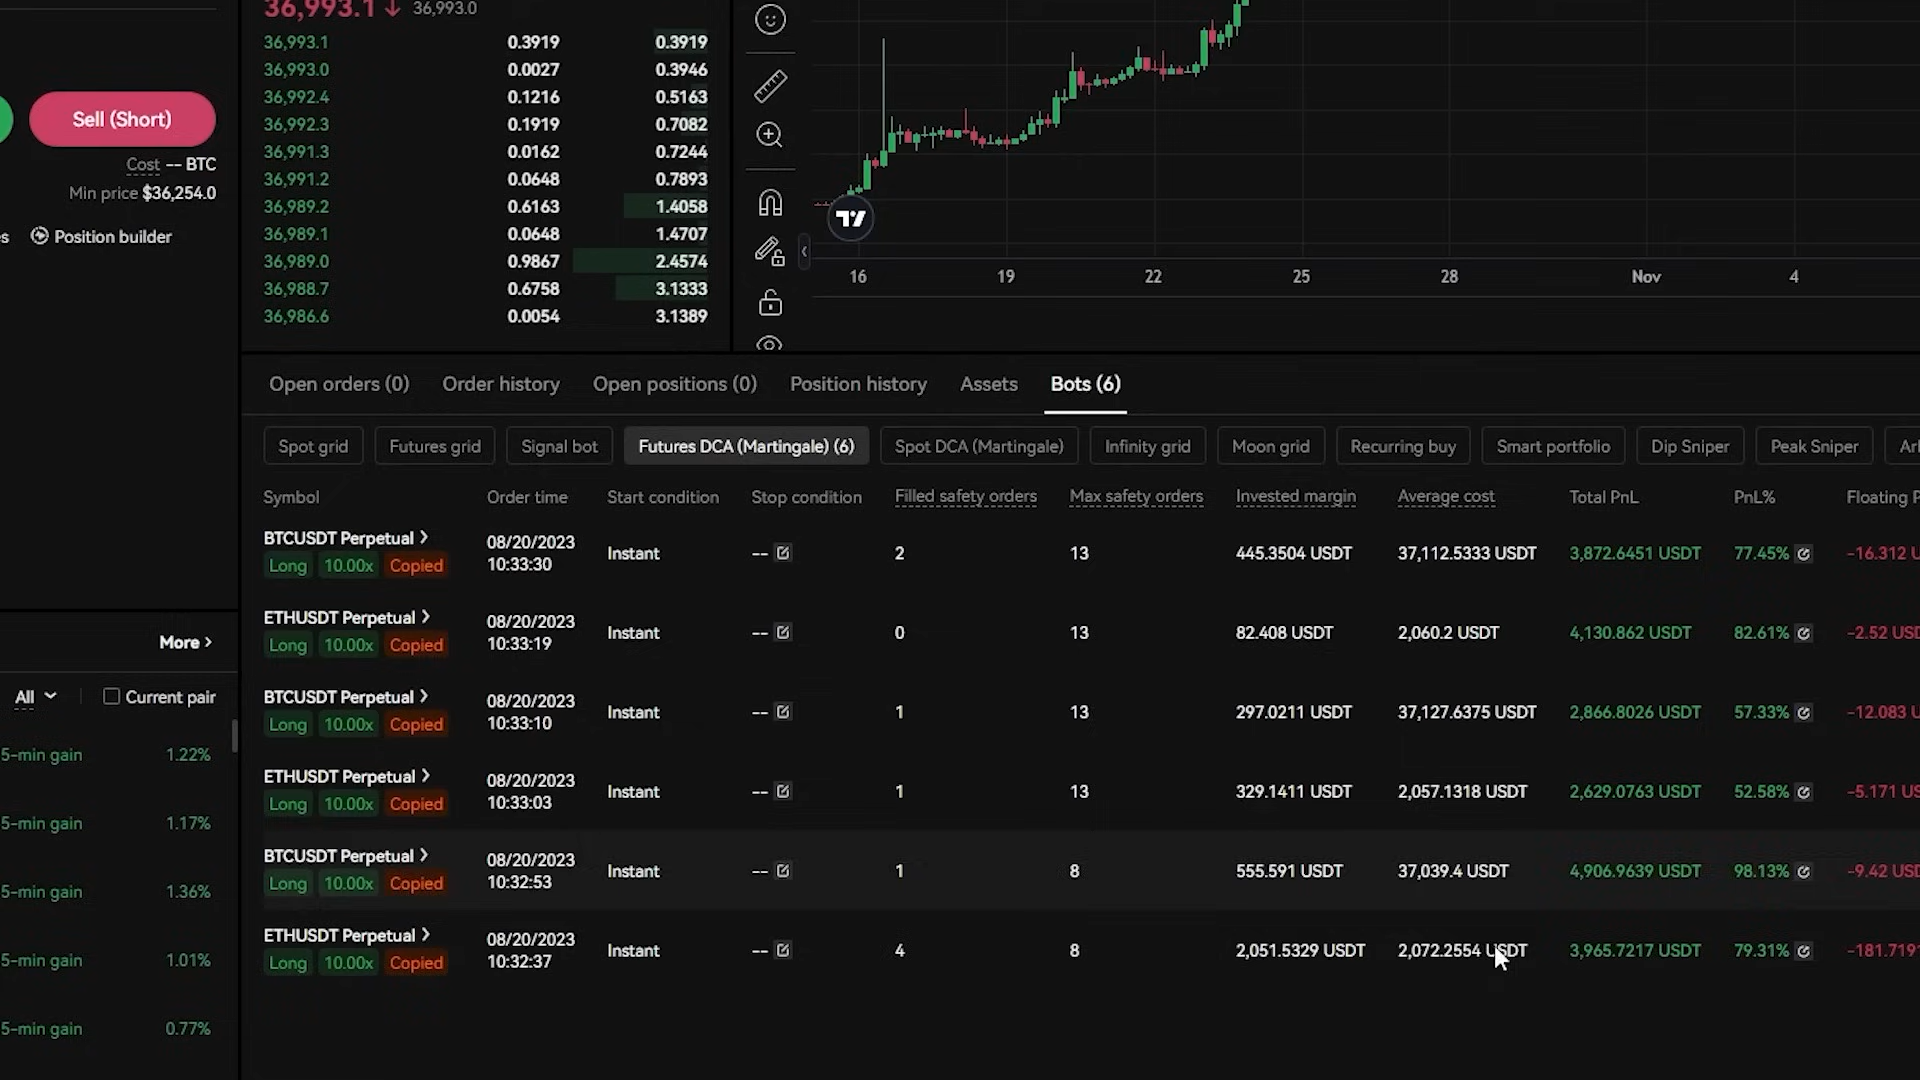 36,993.1 36,993.0
36,993.1 0.3919 0.3919
36,993.0 0.0027 0.3946
36,992.4 0.1216 0.5163
36,992.3 0.1919 0.7082
36,991.3 0.0162 0.7244
36,991.2 0.0648 0.7893
36,989.2 0.6163 1.4058
36,989.1 0.0648 1.4707
36,989.0 0.9867 2.4574
36,988.7 0.6758 3.1333
36,986.6 0.0054 3.1389
Sell (Short)
Cost -- BTC
Min price $36,254.0
Position builder
16 19 22 25 28 Nov 4
Open orders (0) Order history Open positions (0) Position history Assets Bots (6)
Spot grid Futures grid Signal bot Futures DCA (Martingale) (6) Spot DCA (Martingale) Infinity grid Moon grid Recurring buy Smart portfolio Dip Sniper Peak Sniper
Symbol Order time Start condition Stop condition Filled safety orders Max safety orders Invested margin Average cost Total PnL PnL% Floating
BTCUSDT Perpetual >
Long 10.00x Copied
08/20/2023
10:33:30
Instant -- 2 13 445.3504 USDT 37,112.5333 USDT 3,872.6451 USDT 77.45% -16.312
ETHUSDT Perpetual >
Long 10.00x Copied
08/20/2023
10:33:19
Instant -- 0 13 82.408 USDT 2,060.2 USDT 4,130.862 USDT 82.61% -2.52
BTCUSDT Perpetual >
Long 10.00x Copied
08/20/2023
10:33:10
Instant -- 1 13 297.0211 USDT 37,127.6375 USDT 2,866.8026 USDT 57.33% -12.083
ETHUSDT Perpetual >
Long 10.00x Copied
08/20/2023
10:33:03
Instant -- 1 13 329.1411 USDT 2,057.1318 USDT 2,629.0763 USDT 52.58% -5.171
BTCUSDT Perpetual >
Long 10.00x Copied
08/20/2023
10:32:53
Instant -- 1 8 555.591 USDT 37,039.4 USDT 4,906.9639 USDT 98.13% -9.42
ETHUSDT Perpetual >
Long 10.00x Copied
08/20/2023
10:32:37
Instant -- 4 8 2,051.5329 USDT 2,072.2554 USDT 3,965.7217 USDT 79.31% -181.719
More >
All Current pair
5-min gain 1.22%
5-min gain 1.17%
5-min gain 1.36%
5-min gain 1.01%
5-min gain 0.77%